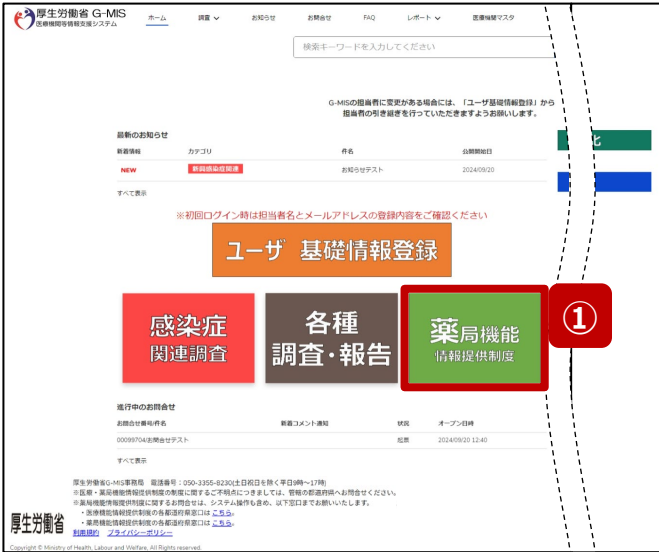 厚生労働省 G-MIS
医療機関等情報支援システム
ホーム 調査 お知らせ お問合せ FAQ レポート 医療機関マスタ
検索キーワードを入力してください
G-MISの担当者に変更がある場合には、「ユーザ基礎情報登録」から
担当者の引き継ぎを行っていただきますようお願いします。
最新のお知らせ
新着情報 カテゴリ 件名 公開開始日
NEW 新興感染症関連 お知らせテスト 2024/09/20
すべて表示
化
※初回ログイン時は担当者名とメールアドレスの登録内容をご確認ください
ユーザ 基礎情報登録
感染症
関連調査
各種
調査・報告
薬局機能
情報提供制度
①
進行中のお問合せ
お問合せ番号/件名 新着コメント通知 状況 オープン日時
00099704/お問合せテスト 起票 2024/09/20 12:40
すべて表示
厚生労働省G-MIS事務局 電話番号:050-3355-8230(土日祝日を除く平日9時~17時)
※医療・薬局機能情報提供制度の制度に関するご不明点につきましては、管轄の都道府県へお問合せください。
※薬局機能情報提供制度に関するお問合せは、システム操作も含め、以下窓口までお願いいたします。
・医療機能情報提供制度の各都道府県窓口は こちら。
・薬局機能情報提供制度の各都道府県窓口は こちら。
厚生労働省
利用規約 プライバシーポリシー
Copyright © Ministry of Health, Labour and Welfare, All Rights reserved.